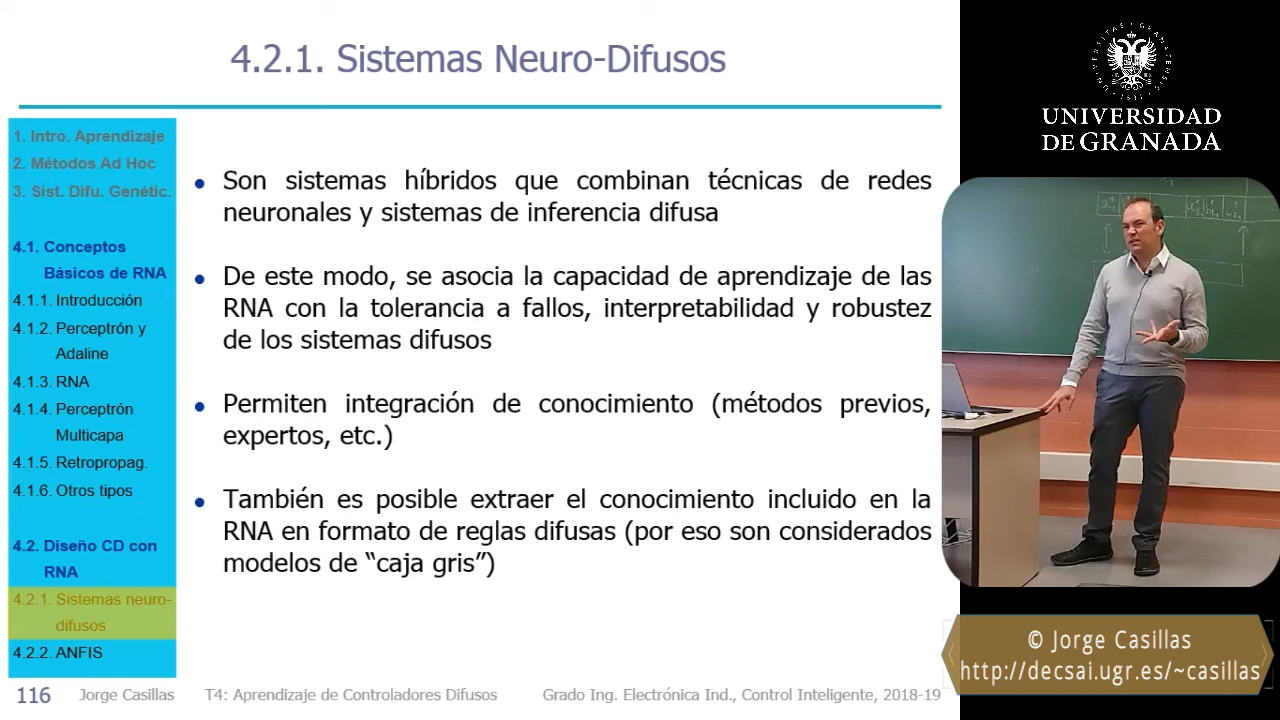 4.2.1. Sistemas Neuro-Difusos
1. Intro. Aprendizaje
2. Métodos Ad Hoc
3. Sist. Difu. Genétic.
4.1. Conceptos
Básicos de RNA
4.1.1. Introducción
4.1.2. Perceptrón y
Adaline
4.1.3. RNA
4.1.4. Perceptrón
Multicapa
4.1.5. Retropropag.
4.1.6. Otros tipos
4.2. Diseño CD con
RNA
4.2.1. Sistemas neuro-
difusos
4.2.2. ANFIS
• Son sistemas híbridos que combinan técnicas de redes
neuronales y sistemas de inferencia difusa
• De este modo, se asocia la capacidad de aprendizaje de las
RNA con la tolerancia a fallos, interpretabilidad y robustez
de los sistemas difusos
• Permiten integración de conocimiento (métodos previos,
expertos, etc.)
• También es posible extraer el conocimiento incluido en la
RNA en formato de reglas difusas (por eso son considerados
modelos de “caja gris”)
116 Jorge Casillas T4: Aprendizaje de Controladores Difusos Grado Ing. Electrónica Ind., Control Inteligente, 2018-19
UNIVERSIDAD
DE GRANADA
© Jorge Casillas
http://decsai.ugr.es/~casillas